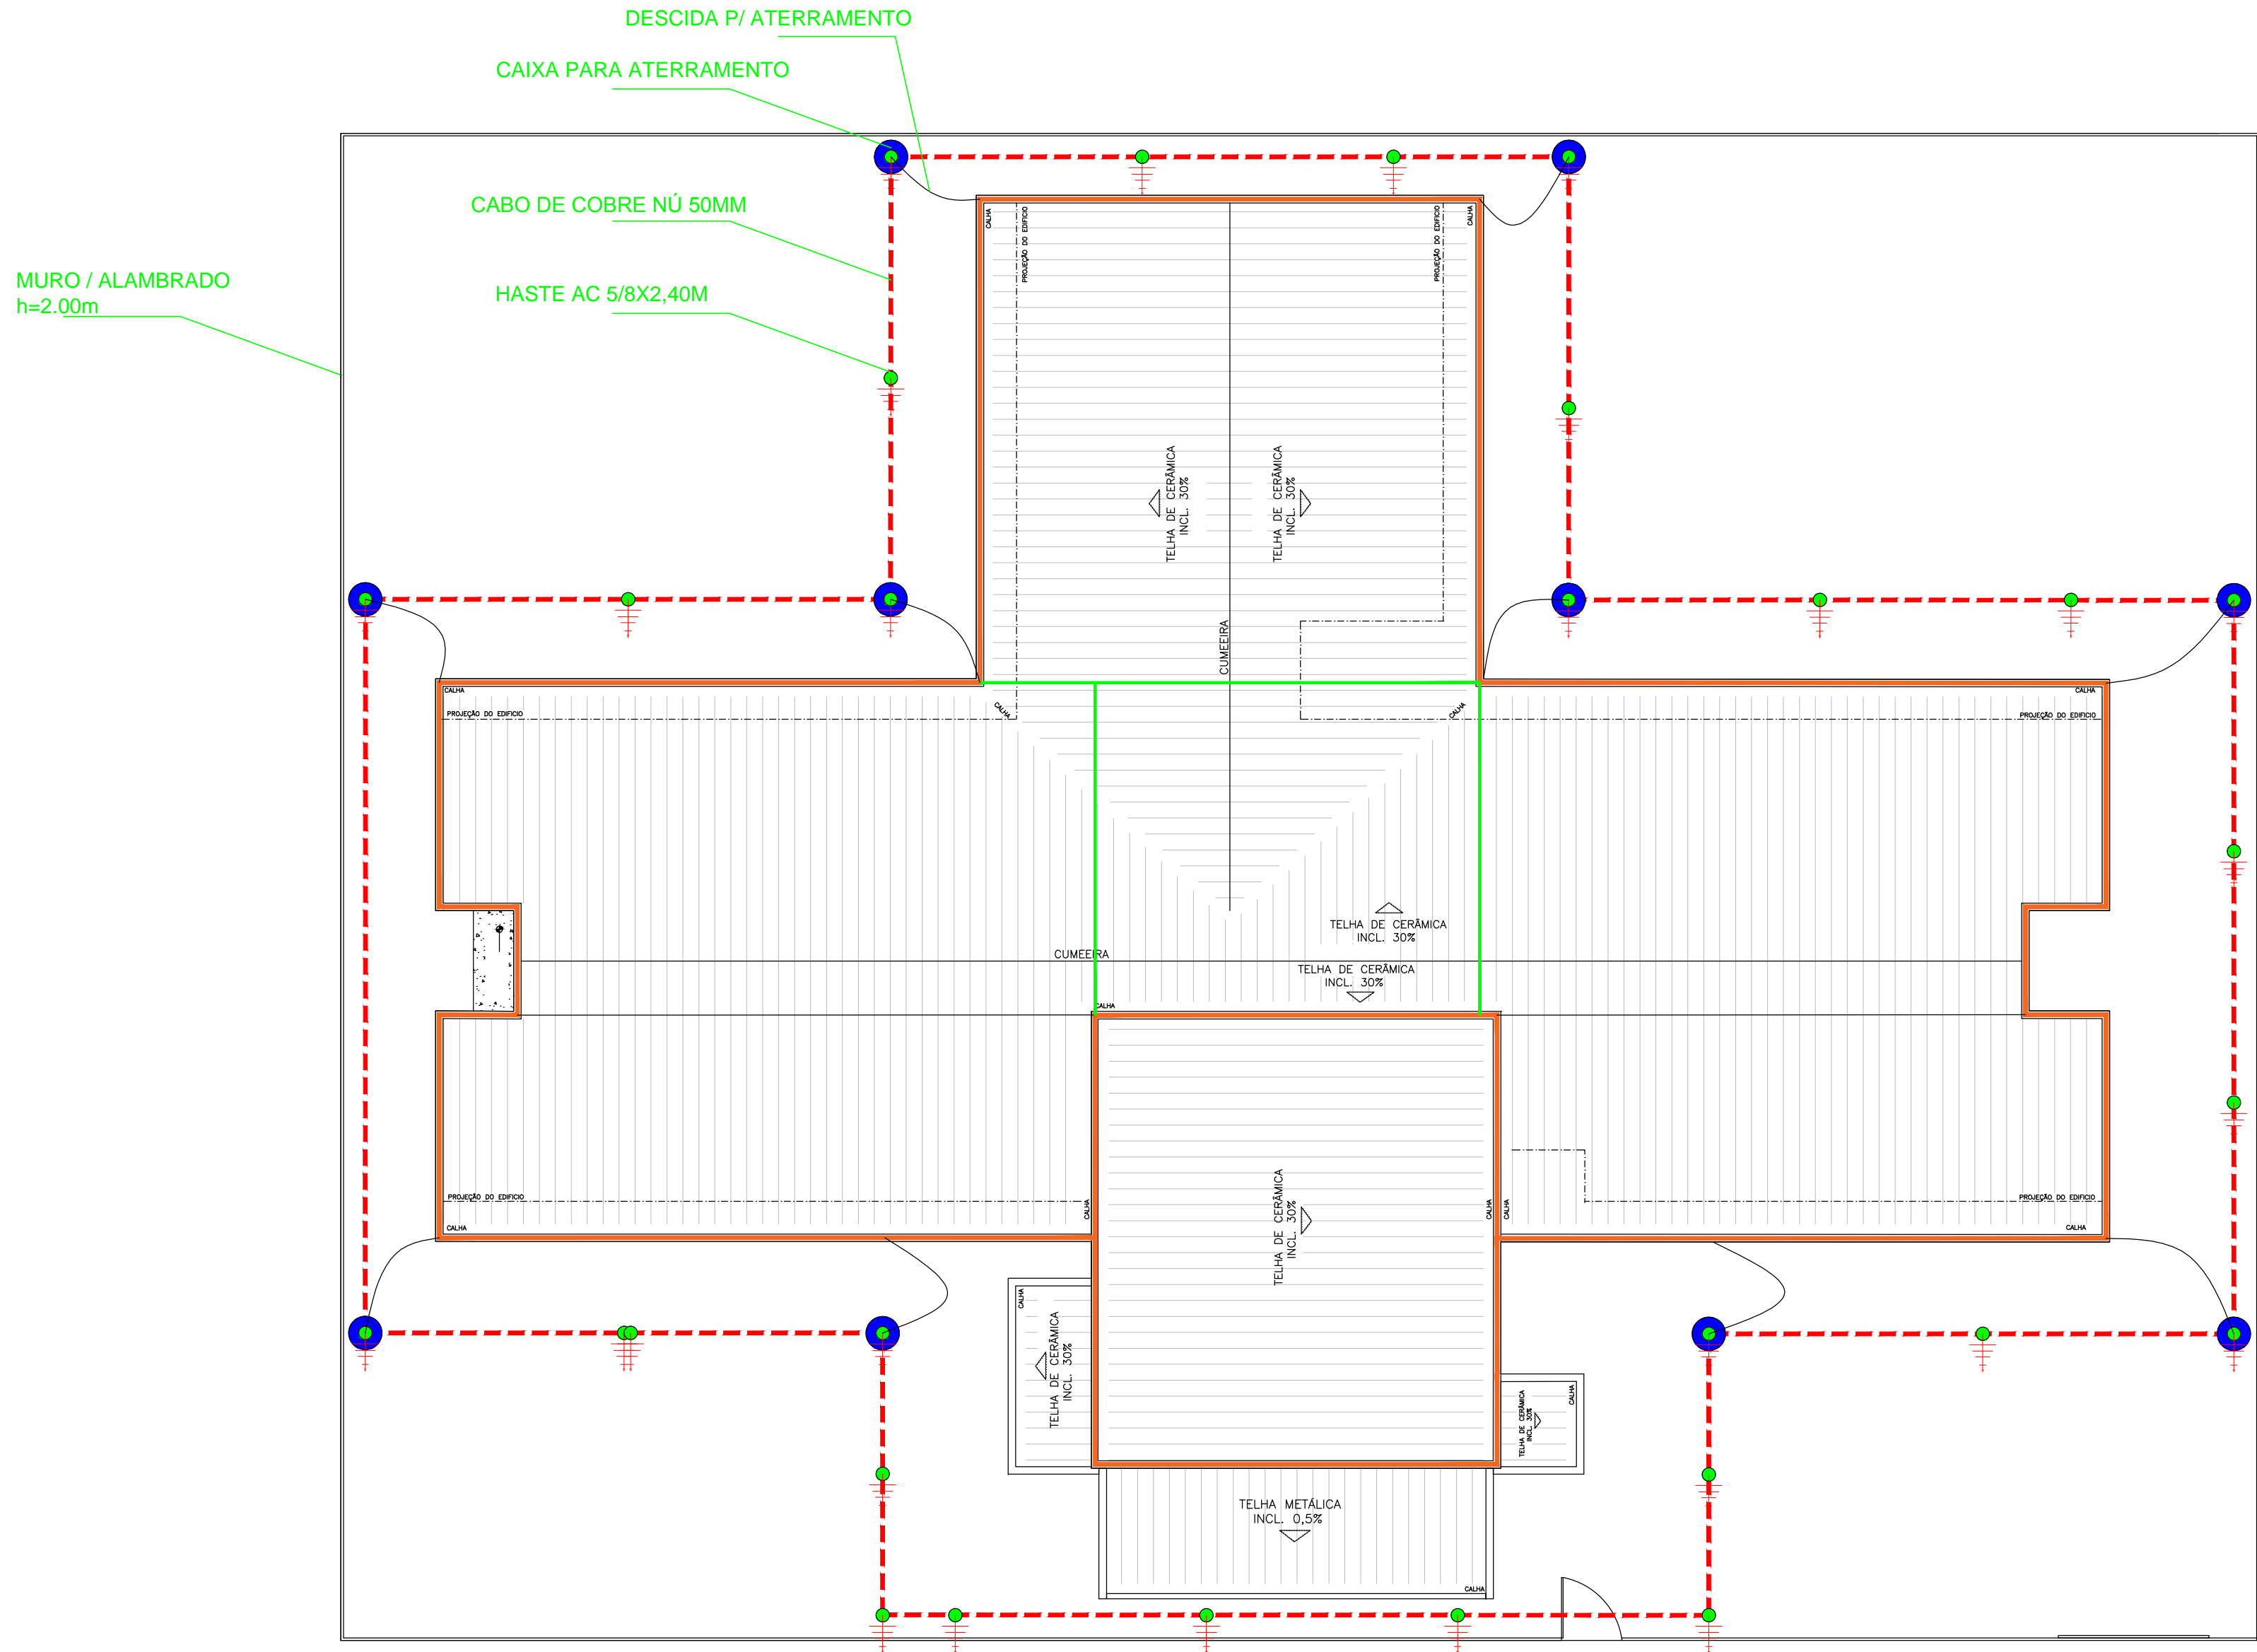 DESCIDA P/ ATERRAMENTO
CAIXA PARA ATERRAMENTO
CABO DE COBRE NÚ 50MM
MURO / ALAMBRADO
h=2.00m
HASTE AC 5/8X2,40M
CALHA
PROJEÇÃO DO EDIFICIO
PROJEÇÃO DO EDIFICIO
CALHA
TELHA DE CERÂMICA
INCL. 30%
TELHA DE CERÂMICA
INCL. 30%
CUMEEIRA
CALHA
PROJEÇÃO DO EDIFICIO
CALHA
CALHA
CALHA
PROJEÇÃO DO EDIFICIO
TELHA DE CERÂMICA
INCL. 30%
CUMEEIRA
TELHA DE CERÂMICA
INCL. 30%
CALHA
PROJEÇÃO DO EDIFICIO
CALHA
CALHA
TELHA DE CERÂMICA
INCL. 30%
CALHA
CALHA
PROJEÇÃO DO EDIFICIO
CALHA
CALHA
TELHA DE CERÂMICA
INCL. 30%
TELHA DE CERÂMICA
INCL. 30%
CALHA
TELHA METÁLICA
INCL. 0,5%
CALHA